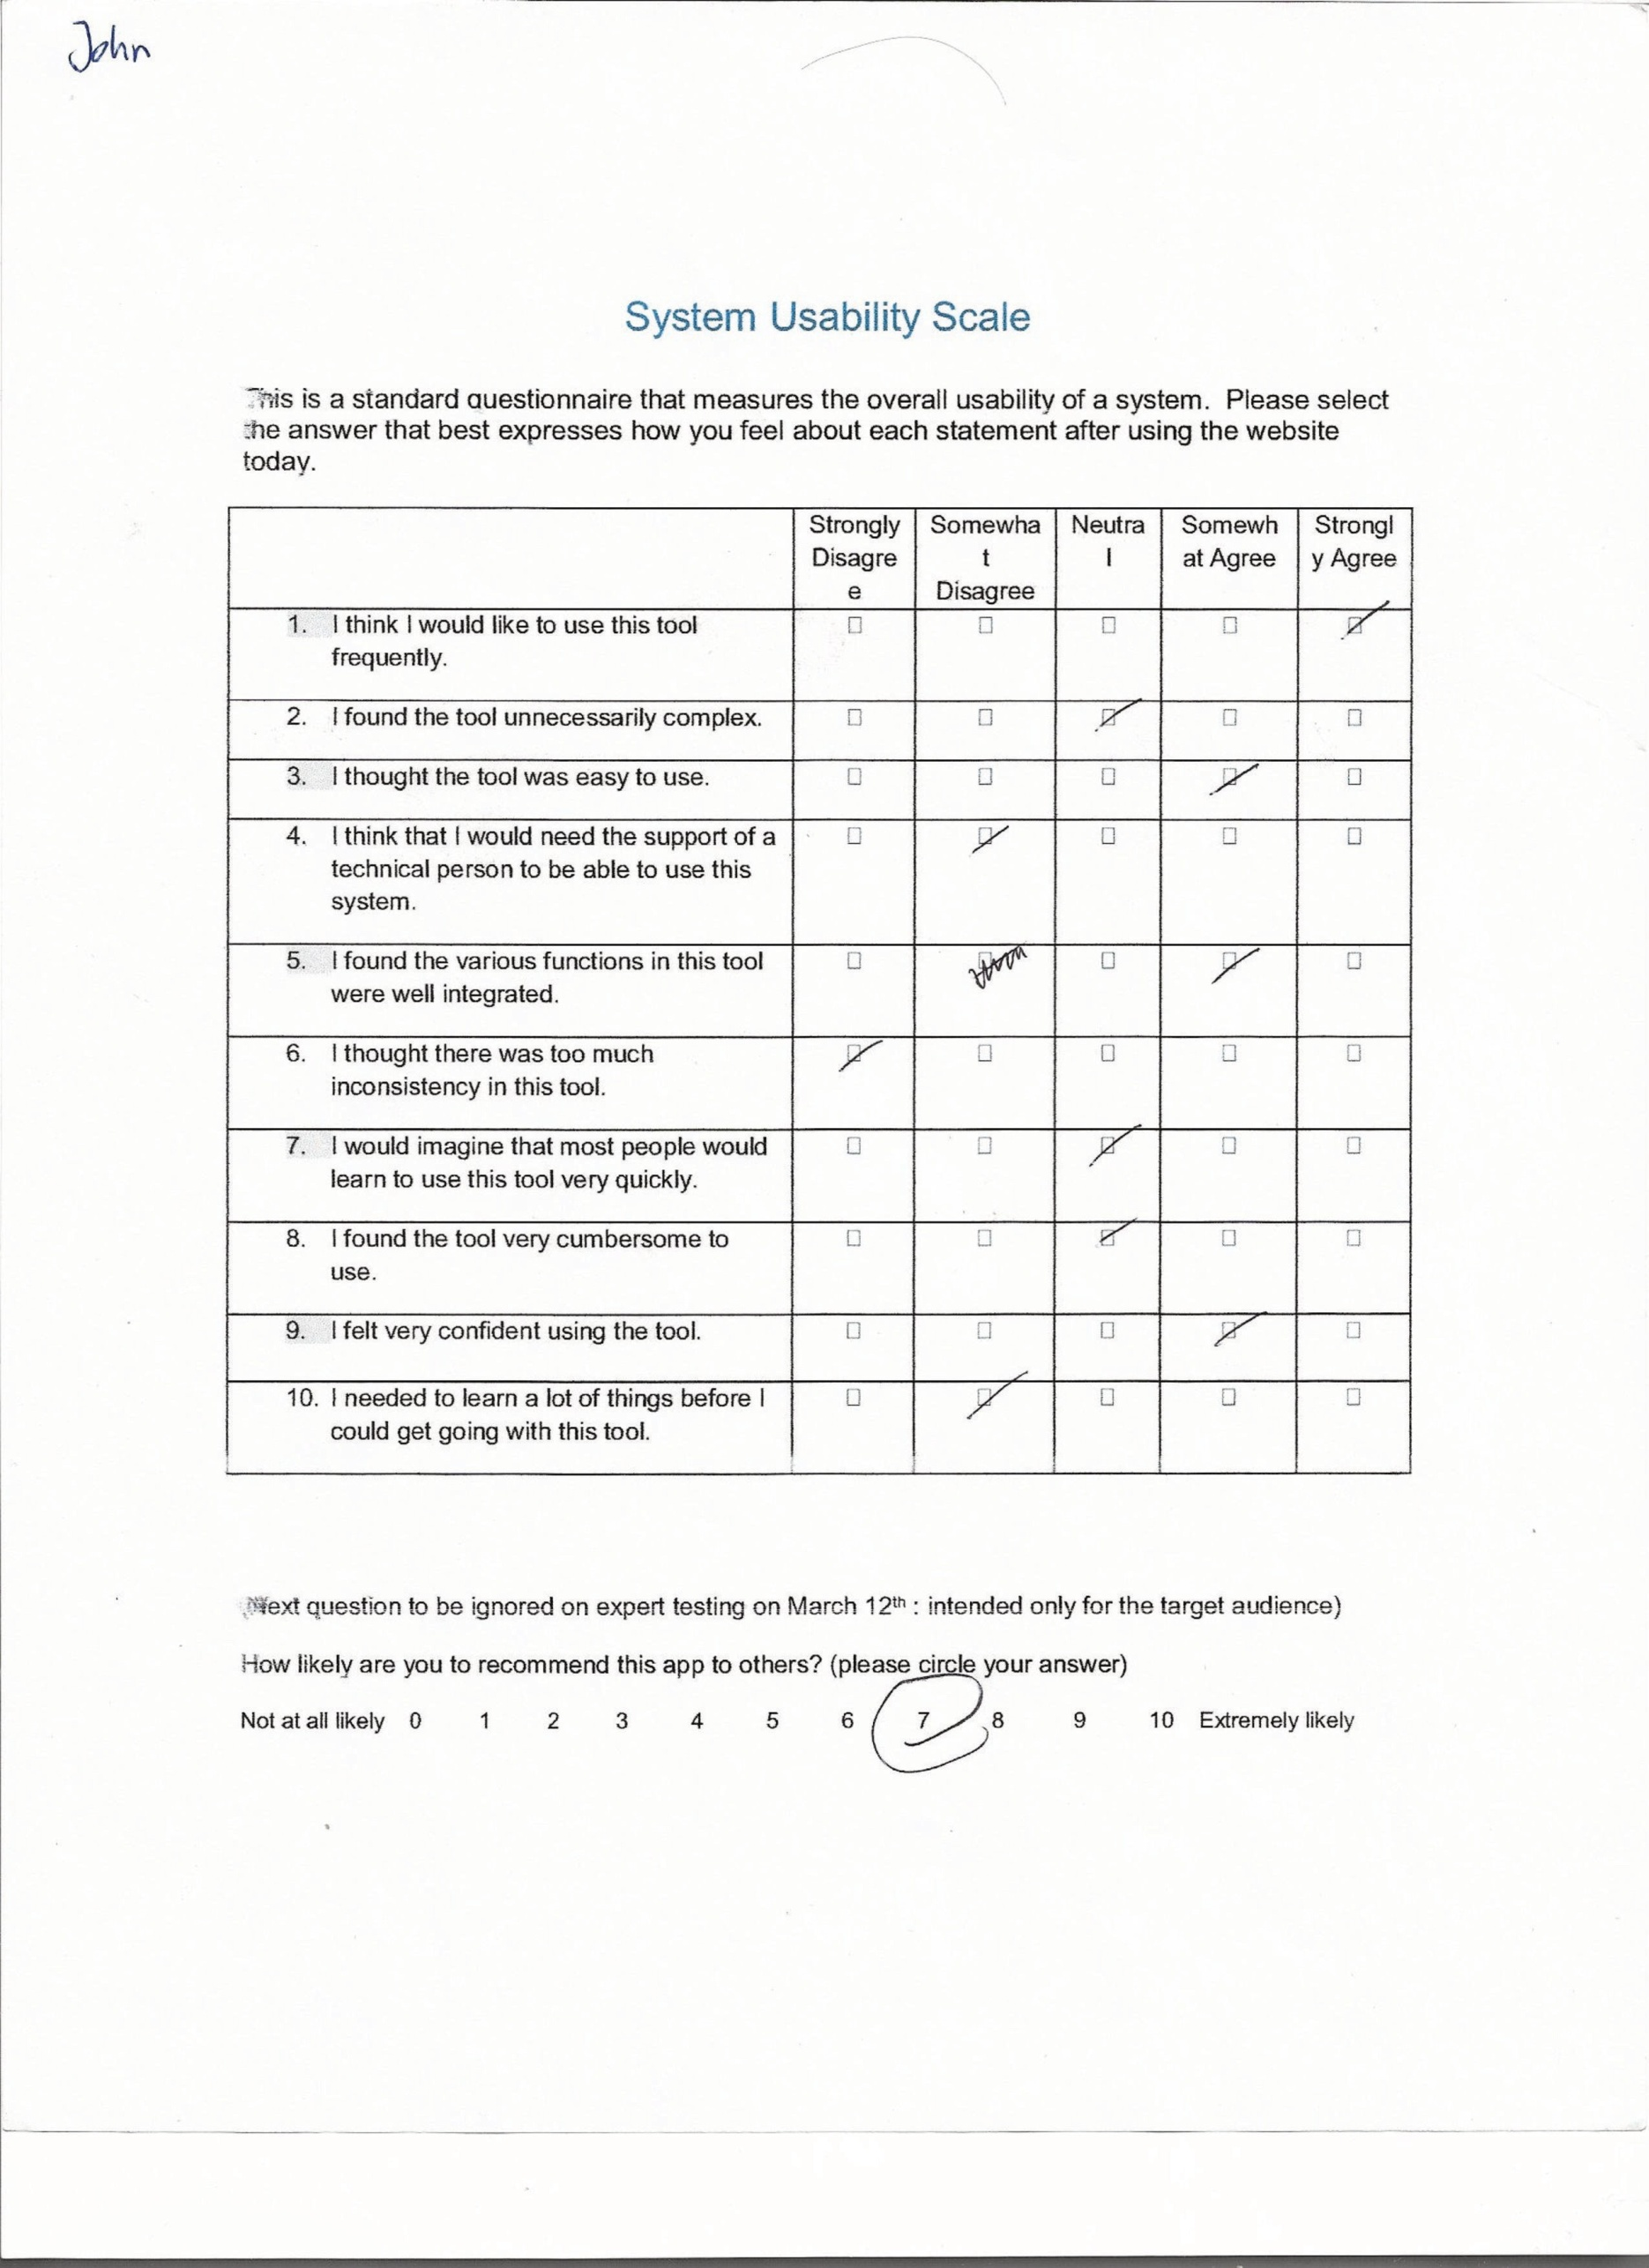 John
System Usability Scale
This is a standard questionnaire that measures the overall usability of a system. Please select
the answer that best expresses how you feel about each statement after using the website
today.
Strongly Disagre e Somewha t Disagree Neutra l Somewh at Agree Strongl y Agree
1. I think I would like to use this tool
frequently.
2. I found the tool unnecessarily complex.
3. I thought the tool was easy to use.
4. I think that I would need the support of a
technical person to be able to use this
system.
5. I found the various functions in this tool
were well integrated.
6. I thought there was too much
inconsistency in this tool.
7. I would imagine that most people would
learn to use this tool very quickly.
8. I found the tool very cumbersome to
use.
9. I felt very confident using the tool.
10. I needed to learn a lot of things before I
could get going with this tool.
Next question to be ignored on expert testing on March 12th : intended only for the target audience)
How likely are you to recommend this app to others? (please circle your answer)
Not at all likely 0 1 2 3 4 5 6 7 8 9 10 Extremely likely